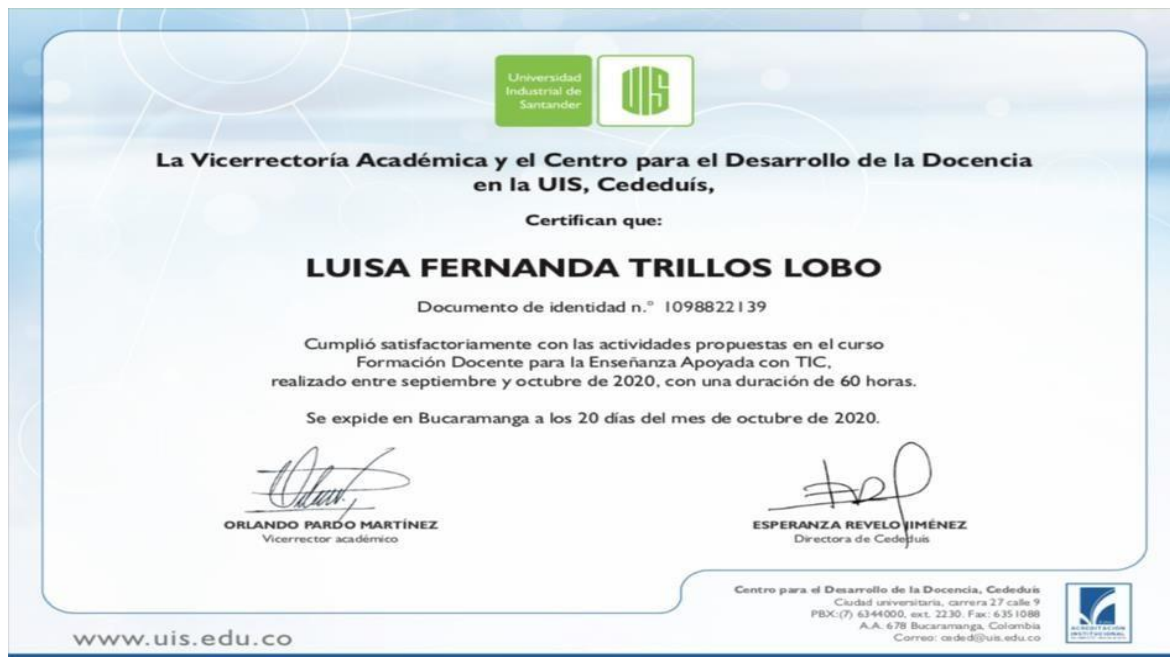 Universidad
Industrial de
Santander
UIS
La Vicerrectoría Académica y el Centro para el Desarrollo de la Docencia
en la UIS, Cededuís,
Certifican que:
LUISA FERNANDA TRILLOS LOBO
Documento de identidad n.° 1098822139
Cumplió satisfactoriamente con las actividades propuestas en el curso
Formación Docente para la Enseñanza Apoyada con TIC,
realizado entre septiembre y octubre de 2020, con una duración de 60 horas.
Se expide en Bucaramanga a los 20 días del mes de octubre de 2020.
ORLANDO PARDO MARTÍNEZ
Vicerrector académico
ESPERANZA REVELO JIMÉNEZ
Directora de Cededuís
Centro para el Desarrollo de la Docencia, Cededuís
Ciudad universitaria, carrera 27 calle 9
PBX:(7) 6344000, ext. 2230. Fax: 6351088
A.A. 678 Bucaramanga, Colombia
Correo: ceded@uis.edu.co
ACREDITACIÓN
INSTITUCIONAL
www.uis.edu.co